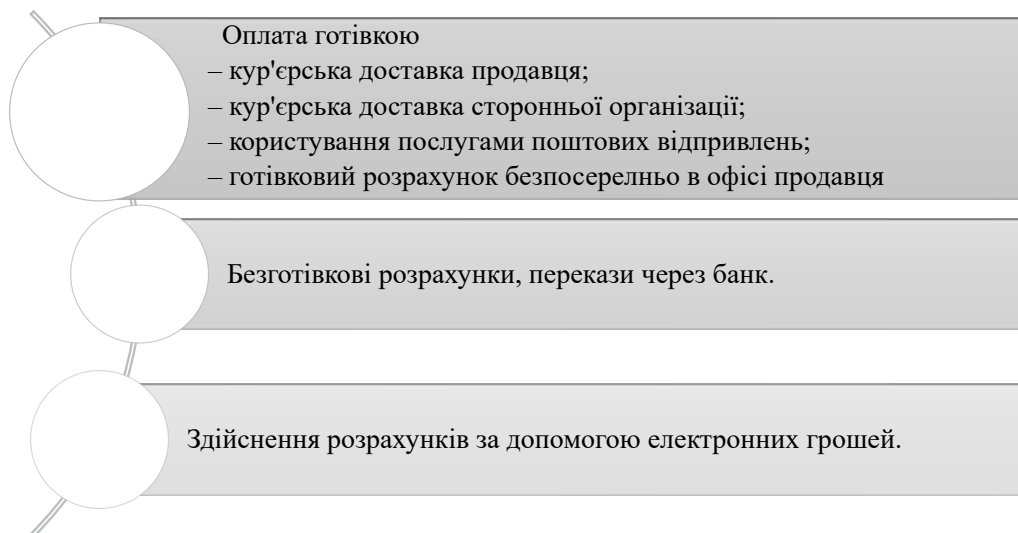 Оплата готівкою
– кур'єрська доставка продавця;
– кур'єрська доставка сторонньої організації;
– користування послугами поштових відпривлень;
– готівковий розрахунок безпосерелньо в офісі продавця
Безготівкові розрахунки, перекази через банк.
Здійснення розрахунків за допомогою електронних грошей.